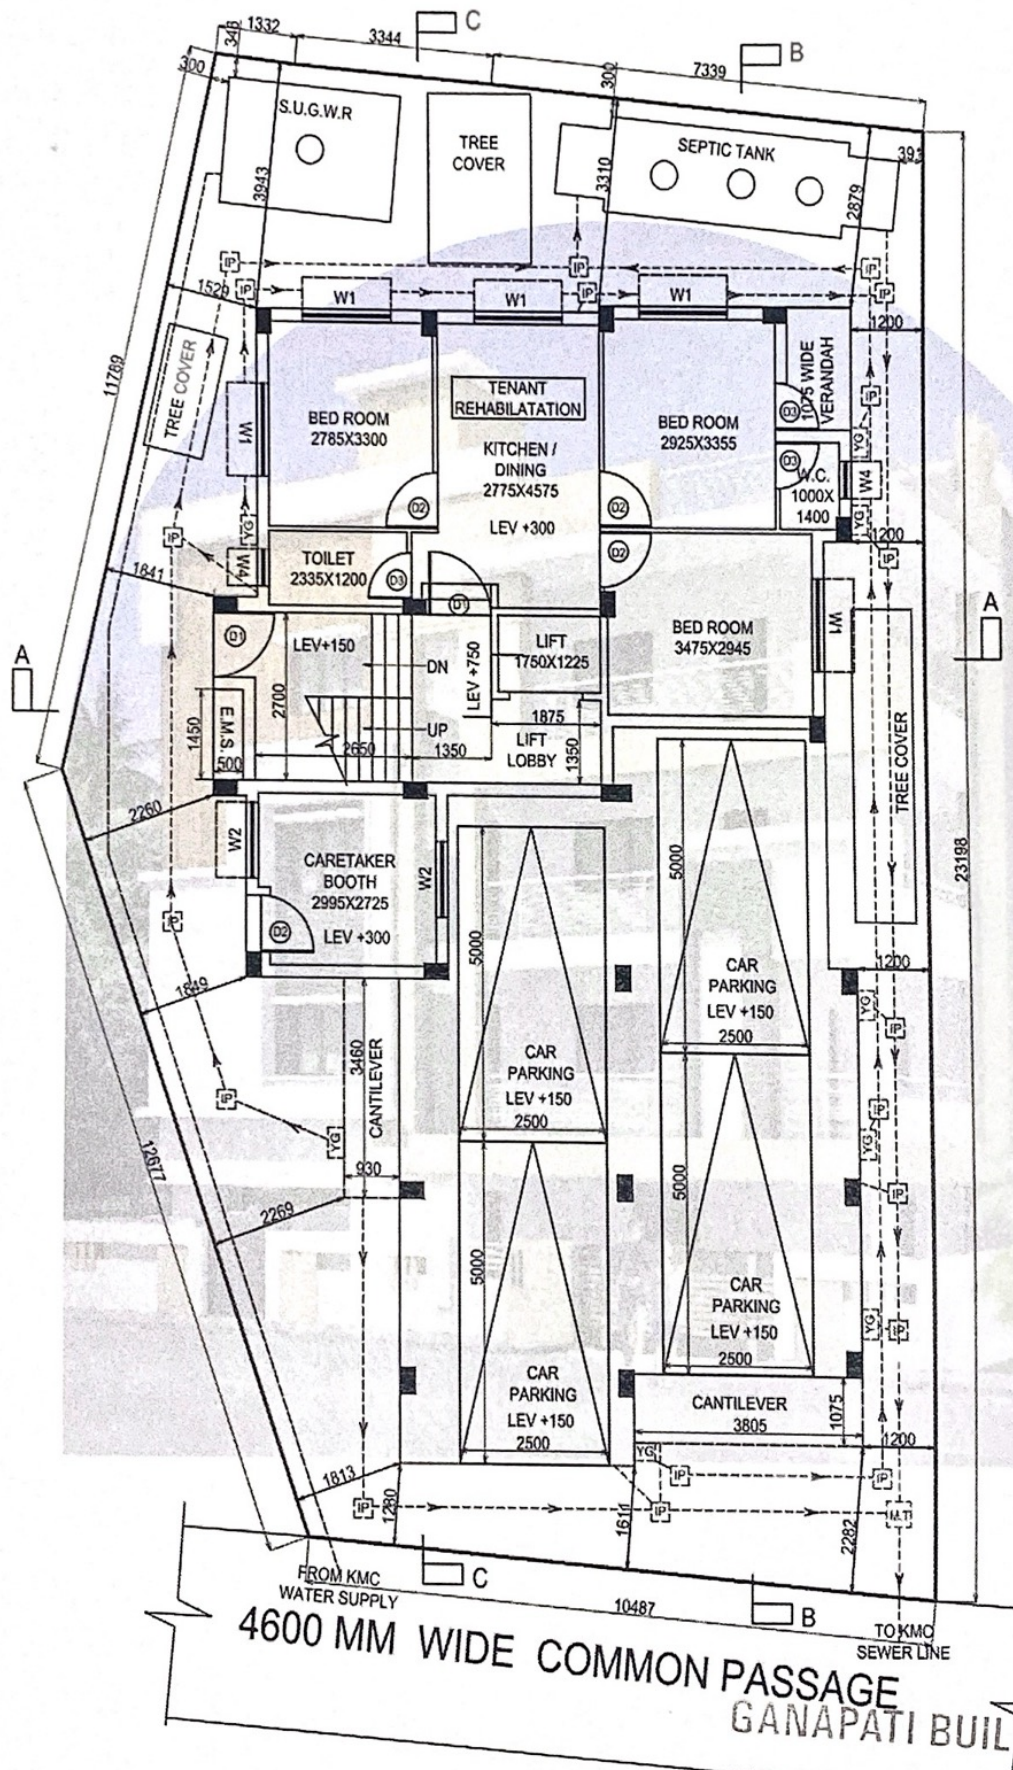 C
B
1332
3344
7339
346
300
300
393
S.U.G.W.R
TREE
COVER
SEPTIC TANK
3943
3310
2879
IP
IP
IP
IP
IP
IP
1529
W1
W1
W1
1200
11789
TREE COVER
W1
BED ROOM
2785X3300
TENANT
REHABILATATION
KITCHEN /
DINING
2775X4575
LEV +300
BED ROOM
2925X3355
1075 WIDE
VERANDAH
D3
D3
IP
YG
W.C.
1000X
1400
W4
YG
D2
D2
D2
1200
IP
IP
YG
W4
1841
TOILET
2335X1200
D3
D1
D1
LEV+150
DN
UP
LEV +750
LIFT
1750X1225
BED ROOM
3475X2945
W1
A
A
2700
1450
E.M.S.
500
2650
1350
1875
LIFT
LOBBY
1350
TREE COVER
23198
2260
W2
CARETAKER
BOOTH
2995X2725
LEV +300
W2
D2
IP
5000
5000
CAR
PARKING
LEV +150
2500
1200
1849
YG
IP
3460
CANTILEVER
CAR
PARKING
LEV +150
2500
IP
IP
YG
YG
12677
930
2269
IP
5000
5000
CAR
PARKING
LEV +150
2500
YG
IP
CAR
PARKING
LEV +150
2500
CANTILEVER
3805
1075
1200
YG
1813
IP
1280
1611
IP
IP
IP
2282
M.T
FROM KMC
WATER SUPPLY
C
10487
B
TO KMC
SEWER LINE
4600 MM WIDE COMMON PASSAGE
GANAPATI BUIL